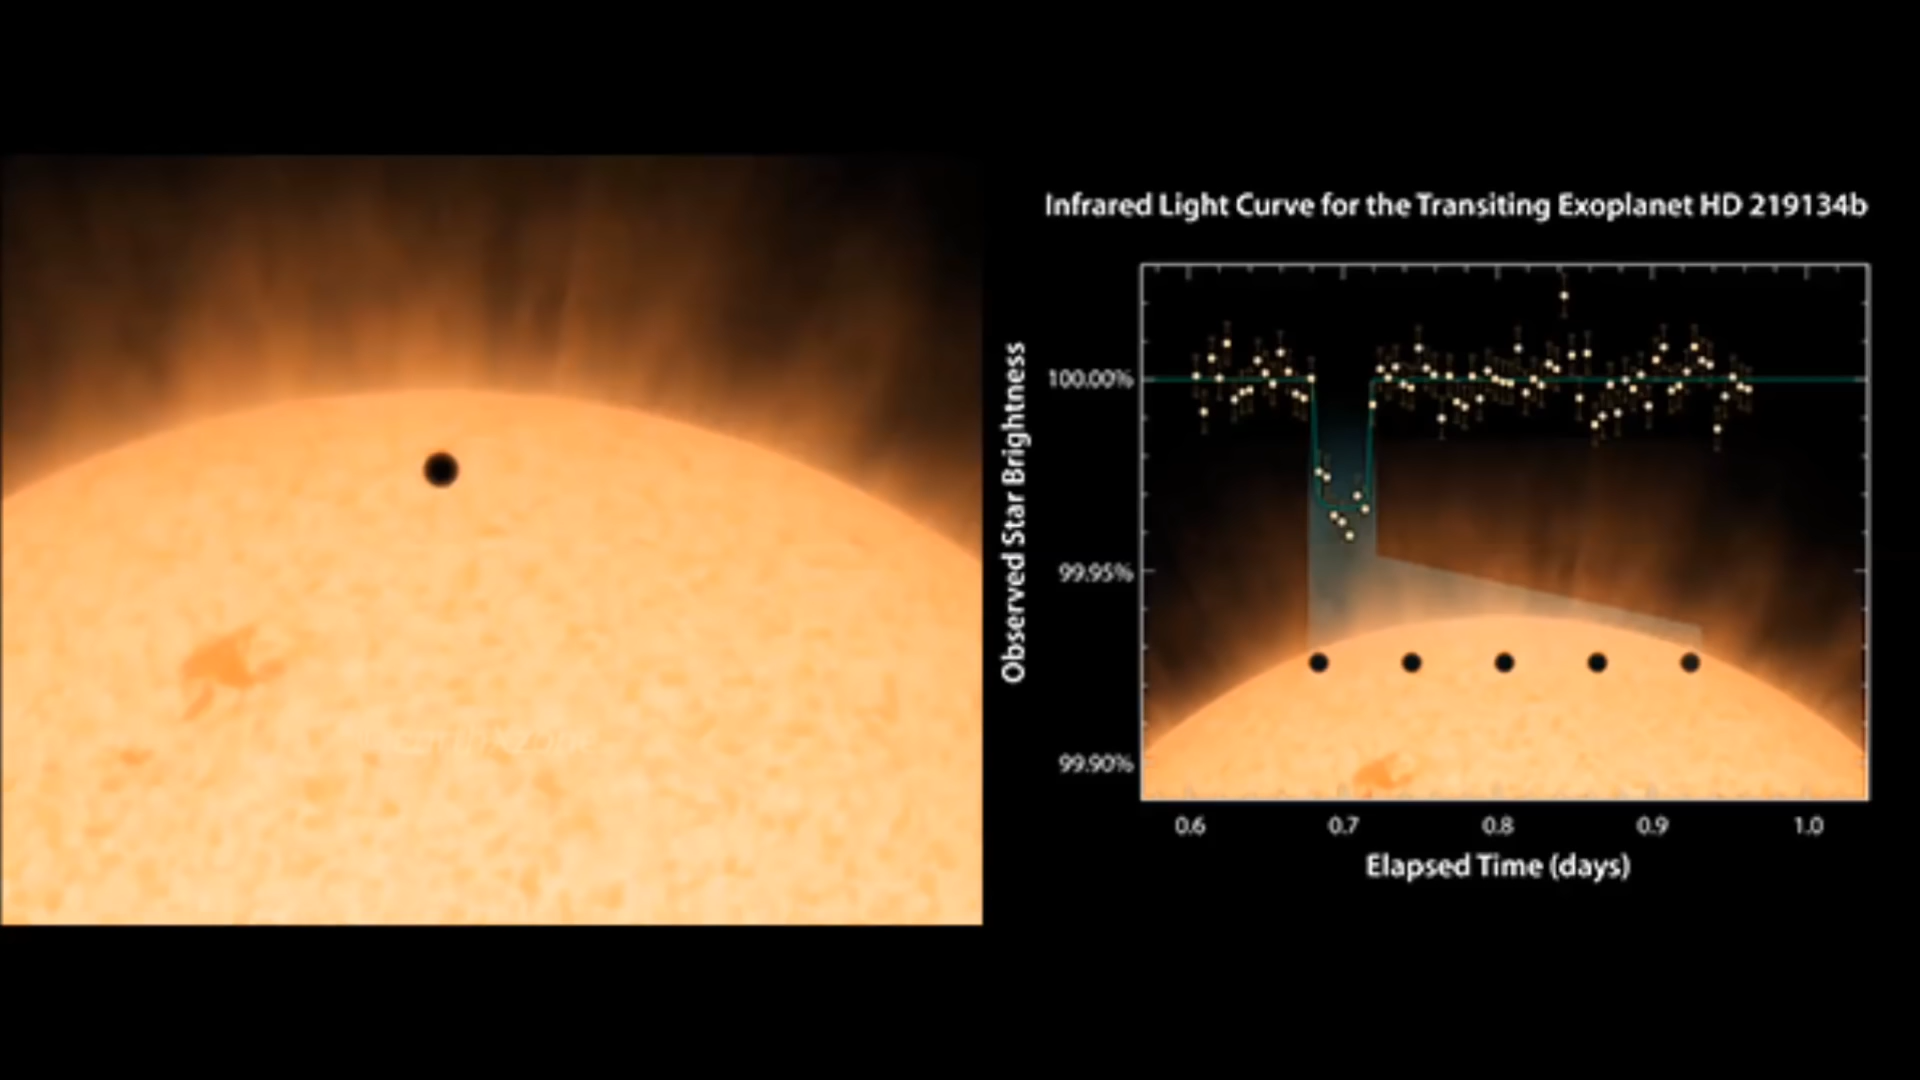 Infrared Light Curve for the Transiting Exoplanet HD 219134b
Observed Star Brightness
100.00%
99.95%
99.90%
0.6 0.7 0.8 0.9 1.0
Elapsed Time (days)